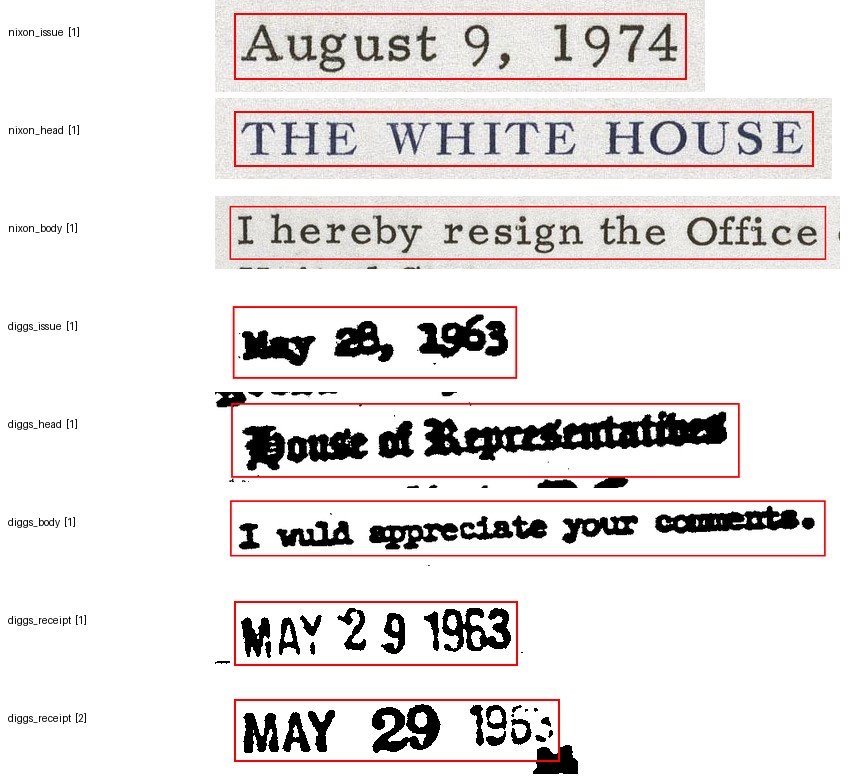 nixon_issue [1]
August 9, 1974
nixon_head [1]
THE WHITE HOUSE
nixon_body [1]
I hereby resign the Office
diggs_issue [1]
May 28, 1963
diggs_head [1]
House of Representatives
diggs_body [1]
I wuld appreciate your comments.
diggs_receipt [1]
MAY 29 1963
diggs_receipt [2]
MAY 29 1963